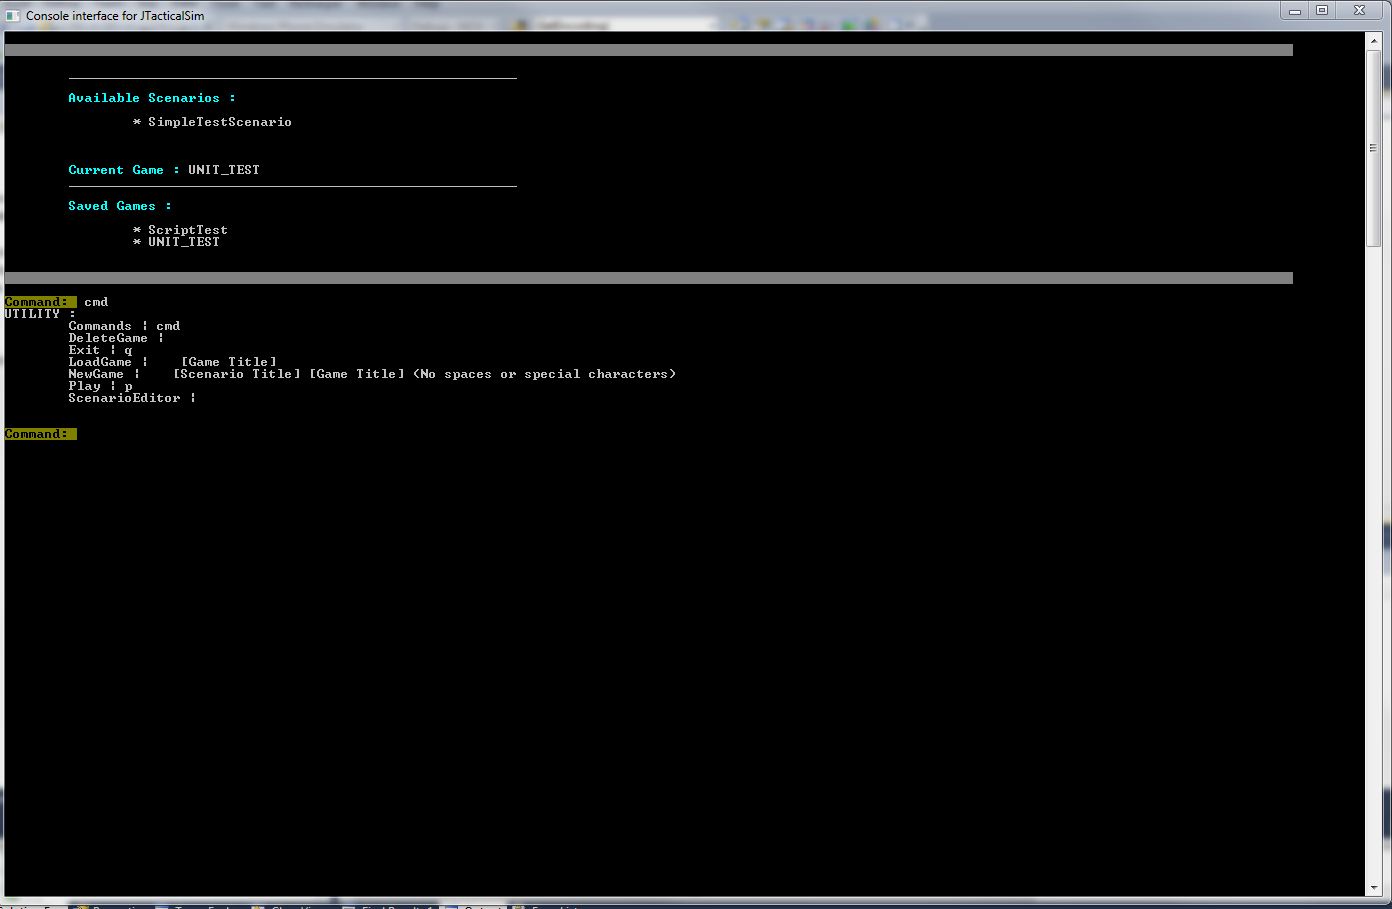 Console interface for JTacticalSim
Available Scenarios :
* SimpleTestScenario
Current Game : UNIT_TEST
Saved Games :
* ScriptTest
* UNIT_TEST
Command: cmd
UTILITY :
Commands ¦ cmd
DeleteGame ¦
Exit ¦ q
LoadGame ¦ [Game Title]
NewGame ¦ [Scenario Title] [Game Title] (No spaces or special characters)
Play ¦ p
ScenarioEditor ¦
Command: